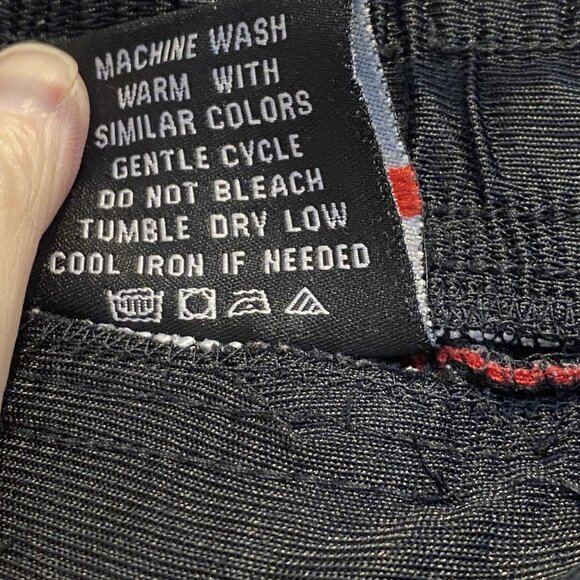 MACHINE WASH
WARM WITH
SIMILAR COLORS
GENTLE CYCLE
DO NOT BLEACH
TUMBLE DRY LOW
COOL IRON IF NEEDED